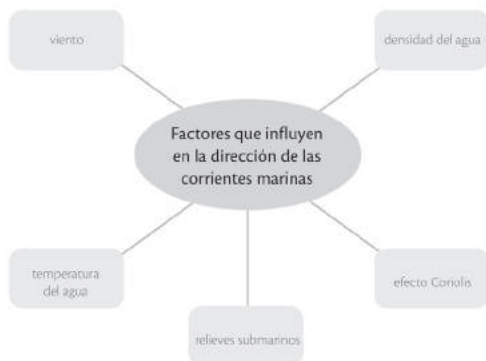 viento
densidad del agua
Factores que influyen
en la dirección de las
corrientes marinas
temperatura
del agua
efecto Coriolis
relieves submarinos